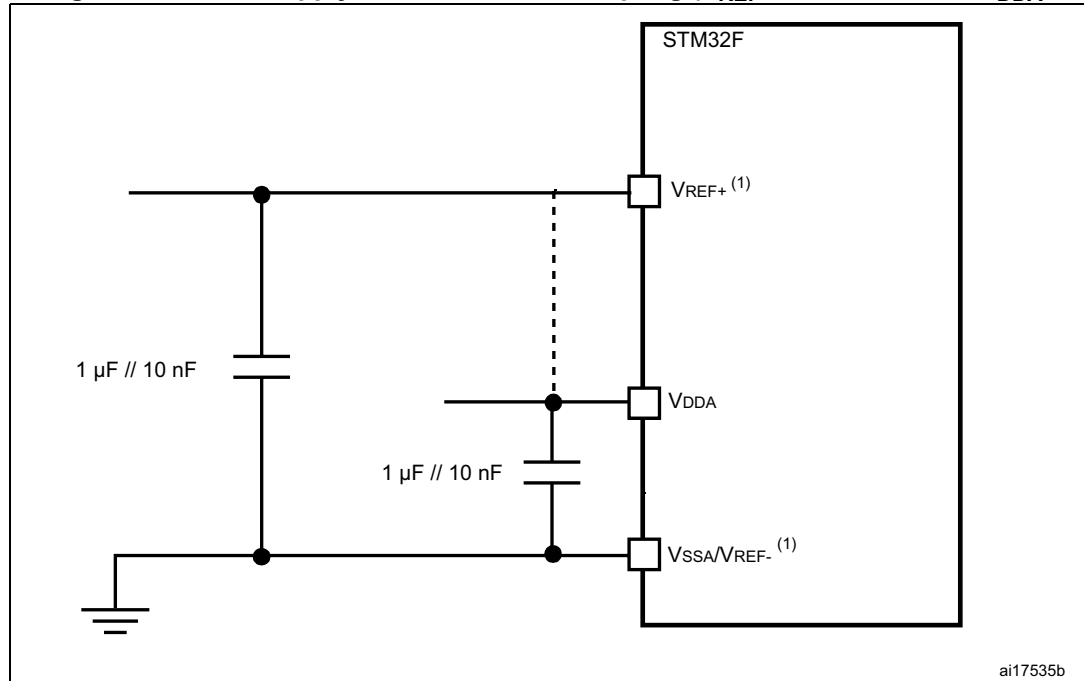 STM32F
VREF+ (1)
1 µF // 10 nF
VDDA
1 µF // 10 nF
VSSA/VREF- (1)
ai17535b